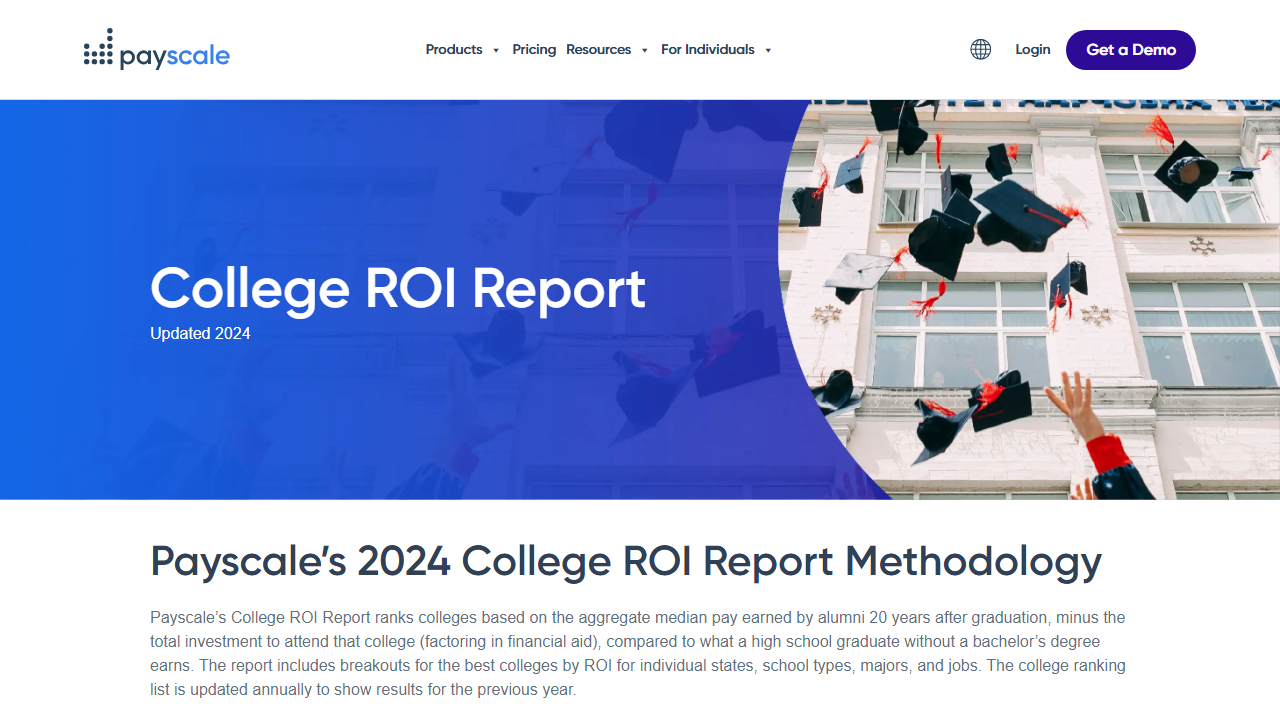 payscale
Products
Pricing
Resources
For Individuals
Login
Get a Demo
College ROI Report
Updated 2024
Payscale’s 2024 College ROI Report Methodology
Payscale’s College ROI Report ranks colleges based on the aggregate median pay earned by alumni 20 years after graduation, minus the
total investment to attend that college (factoring in financial aid), compared to what a high school graduate without a bachelor’s degree
earns. The report includes breakouts for the best colleges by ROI for individual states, school types, majors, and jobs. The college ranking
list is updated annually to show results for the previous year.